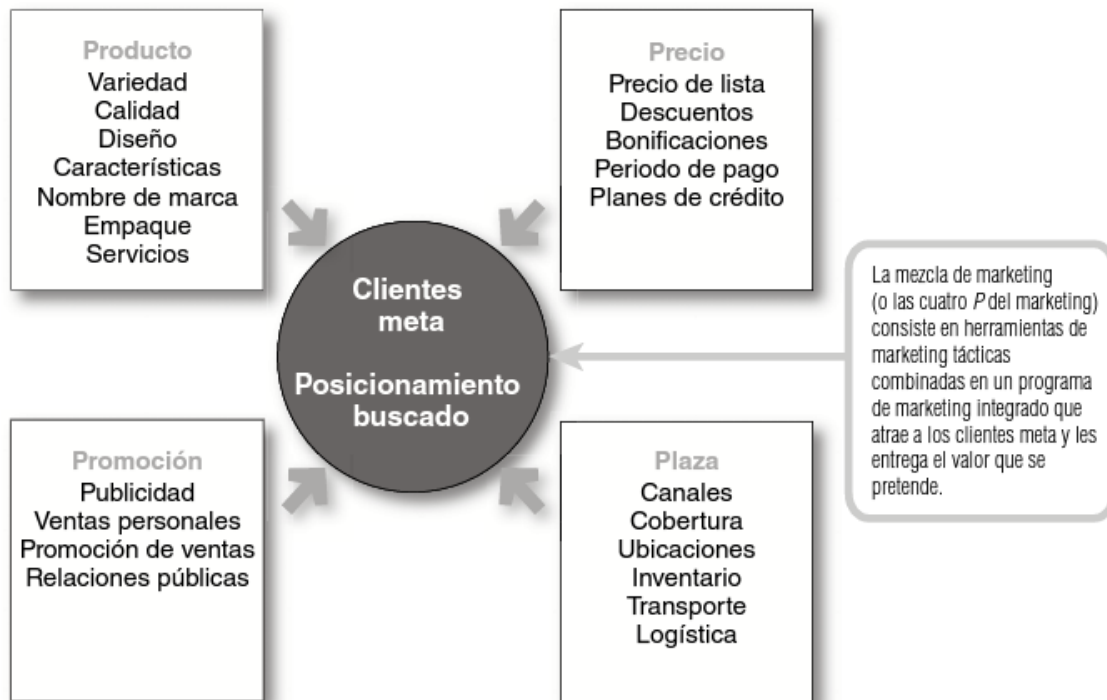 Producto
Variedad
Calidad
Diseño
Características
Nombre de marca
Empaque
Servicios
Precio
Precio de lista
Descuentos
Bonificaciones
Periodo de pago
Planes de crédito
Clientes
meta
Posicionamiento
buscado
La mezcla de marketing
(o las cuatro P del marketing)
consiste en herramientas de
marketing tácticas
combinadas en un programa
de marketing integrado que
atrae a los clientes meta y les
entrega el valor que se
pretende.
Promoción
Publicidad
Ventas personales
Promoción de ventas
Relaciones públicas
Plaza
Canales
Cobertura
Ubicaciones
Inventario
Transporte
Logística